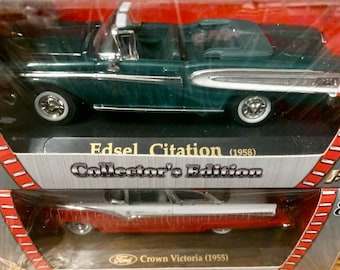 Edsel Citation (1958)
Collector's Edition
Ford Crown Victoria (1955)